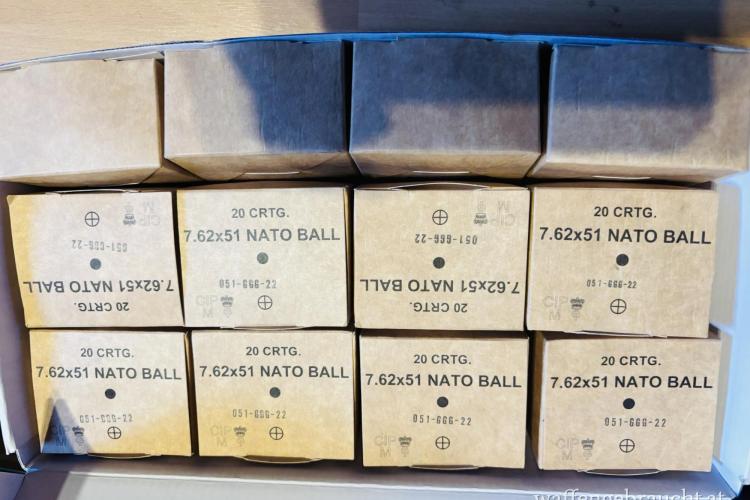 20 CRTG.
7.62x51 NATO BALL
051-GGG-22
CIP
M
20 CRTG.
7.62x51 NATO BALL
051-GGG-22
CIP
M
20 CRTG.
7.62x51 NATO BALL
051-GGG-22
CIP
M
20 CRTG.
7.62x51 NATO BALL
051-GGG-22
CIP
M
20 CRTG.
7.62x51 NATO BALL
051-GGG-22
CIP
M
20 CRTG.
7.62x51 NATO BALL
051-GGG-22
CIP
M
20 CRTG.
7.62x51 NATO BALL
051-GGG-22
CIP
M
20 CRTG.
7.62x51 NATO BALL
051-GGG-22
CIP
M
waffengebraucht.at